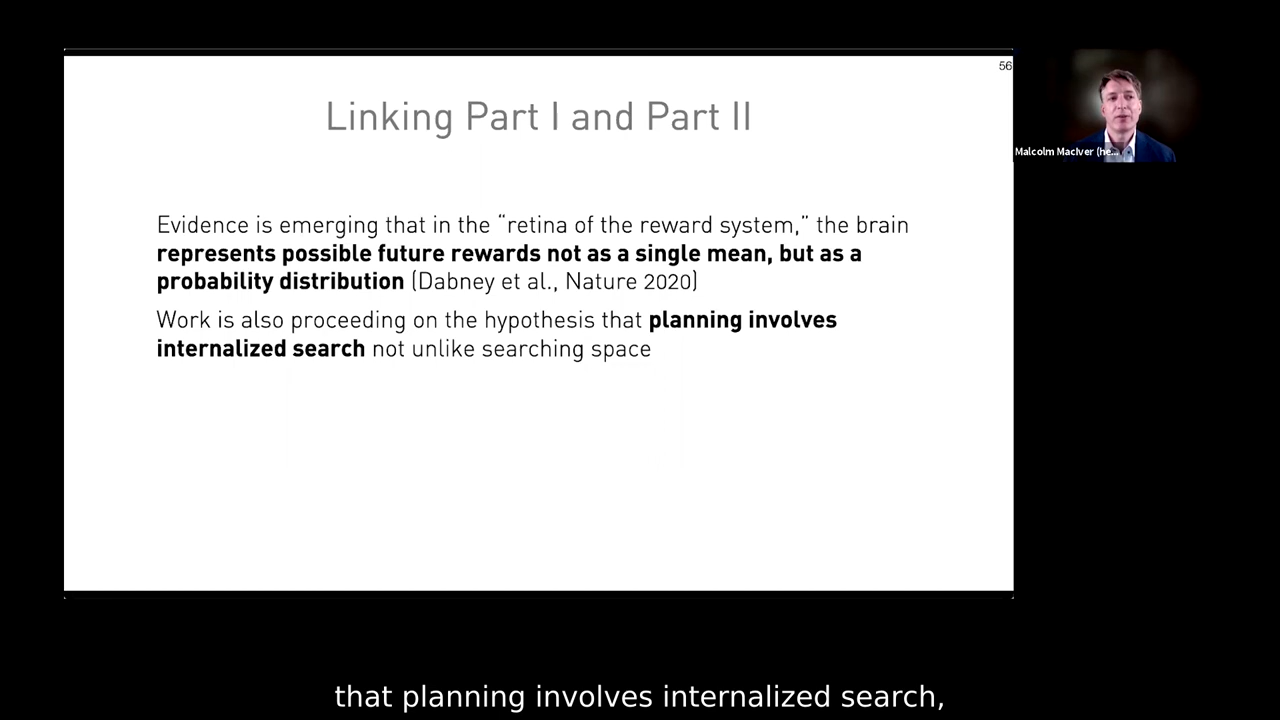 56
Linking Part I and Part II
Evidence is emerging that in the “retina of the reward system,” the brain
represents possible future rewards not as a single mean, but as a
probability distribution (Dabney et al., Nature 2020)
Work is also proceeding on the hypothesis that planning involves
internalized search not unlike searching space
Malcolm MacIver (he...
that planning involves internalized search,